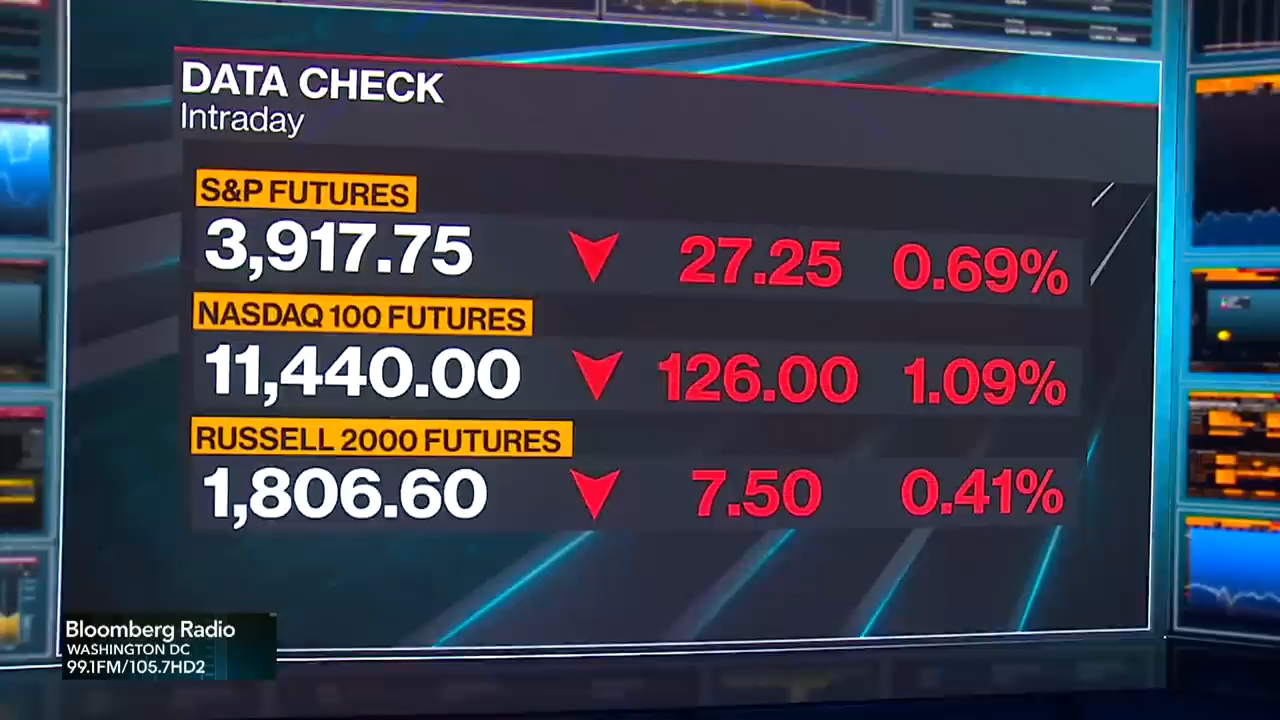 DATA CHECK
Intraday
S&P FUTURES
3,917.75 27.25 0.69%
NASDAQ 100 FUTURES
11,440.00 126.00 1.09%
RUSSELL 2000 FUTURES
1,806.60 7.50 0.41%
Bloomberg Radio
WASHINGTON DC
99.1FM/105.7HD2